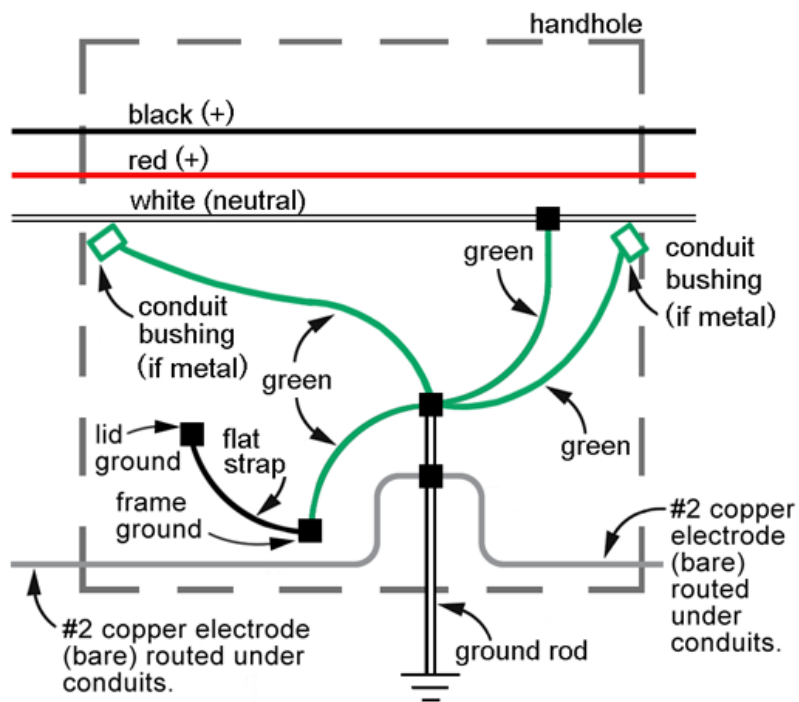 handhole
black (+)
red (+)
white (neutral)
green
conduit
bushing
(if metal)
conduit
bushing
(if metal)
green
green
lid
ground
flat
strap
frame
ground
#2 copper
electrode
(bare)
routed
under
conduits.
#2 copper electrode
(bare) routed under
conduits.
ground rod